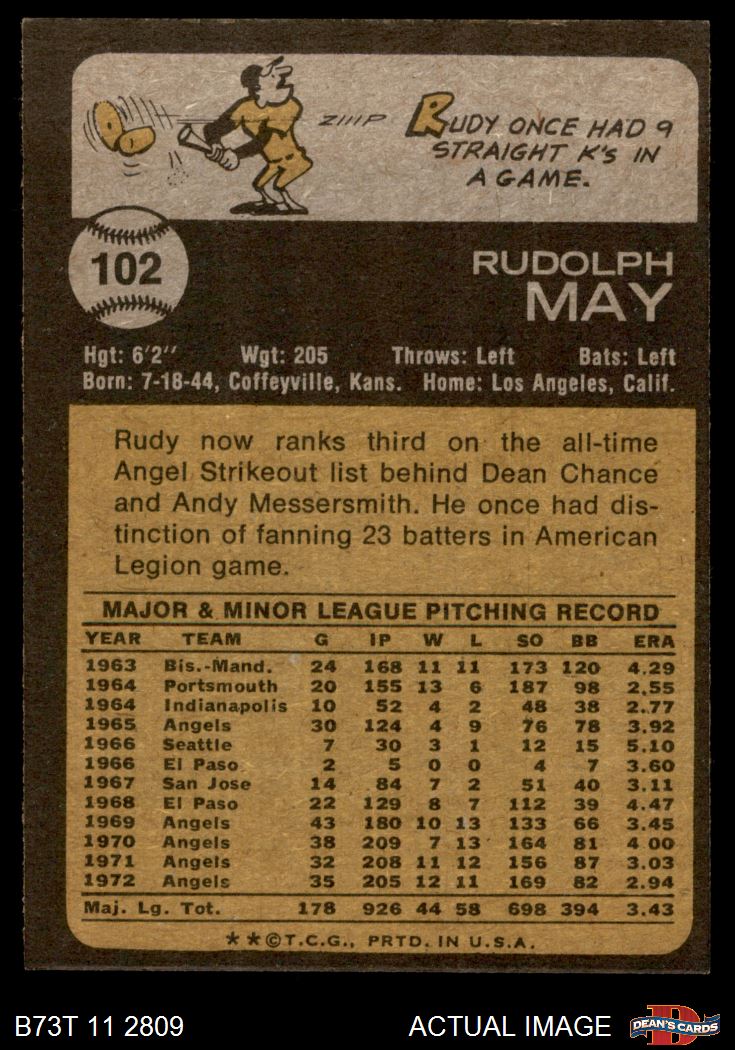 ZIIIP
RUDY ONCE HAD 9
STRAIGHT K'S IN
A GAME.
102
RUDOLPH
MAY
Hgt: 6'2" Wgt: 205 Throws: Left Bats: Left
Born: 7-18-44, Coffeyville, Kans. Home: Los Angeles, Calif.
Rudy now ranks third on the all-time
Angel Strikeout list behind Dean Chance
and Andy Messersmith. He once had dis-
tinction of fanning 23 batters in American
Legion game.
MAJOR & MINOR LEAGUE PITCHING RECORD
YEAR TEAM G IP W L SO BB ERA
1963 Bis.-Mand. 24 168 11 11 173 120 4.29
1964 Portsmouth 20 155 13 6 187 98 2.55
1964 Indianapolis 10 52 4 2 48 38 2.77
1965 Angels 30 124 4 9 76 78 3.92
1966 Seattle 7 30 3 1 12 15 5.10
1966 El Paso 2 5 0 0 4 7 3.60
1967 San Jose 14 84 7 2 51 40 3.11
1968 El Paso 22 129 8 7 112 39 4.47
1969 Angels 43 180 10 13 133 66 3.45
1970 Angels 38 209 7 13 164 81 4.00
1971 Angels 32 208 11 12 156 87 3.03
1972 Angels 35 205 12 11 169 82 2.94
Maj. Lg. Tot. 178 926 44 58 698 394 3.43
**©T.C.G., PRTD. IN U.S.A.
B73T 11 2809 ACTUAL IMAGE D DEAN'S CARDS